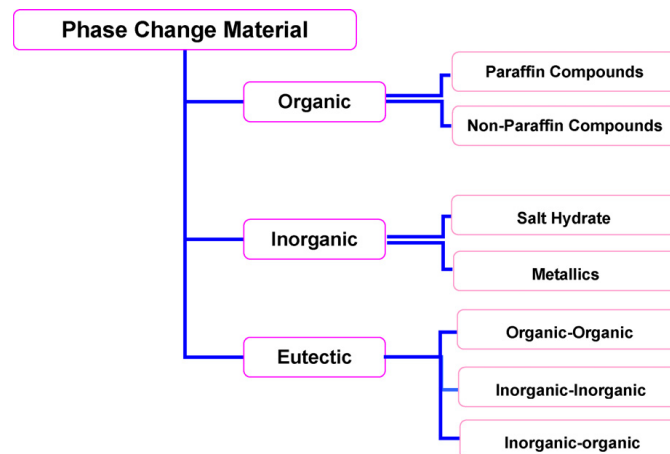 Phase Change Material
Organic
Paraffin Compounds
Non-Paraffin Compounds
Inorganic
Salt Hydrate
Metallics
Eutectic
Organic-Organic
Inorganic-Inorganic
Inorganic-organic